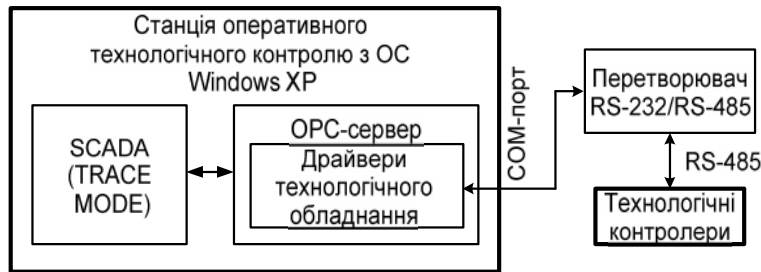 Станція оперативного
технологічного контролю з ОС
Windows XP
SCADA
(TRACE
MODE)
OPC-сервер
Драйвери
технологічного
обладнання
COM-порт
Перетворювач
RS-232/RS-485
RS-485
Технологічні
контролери